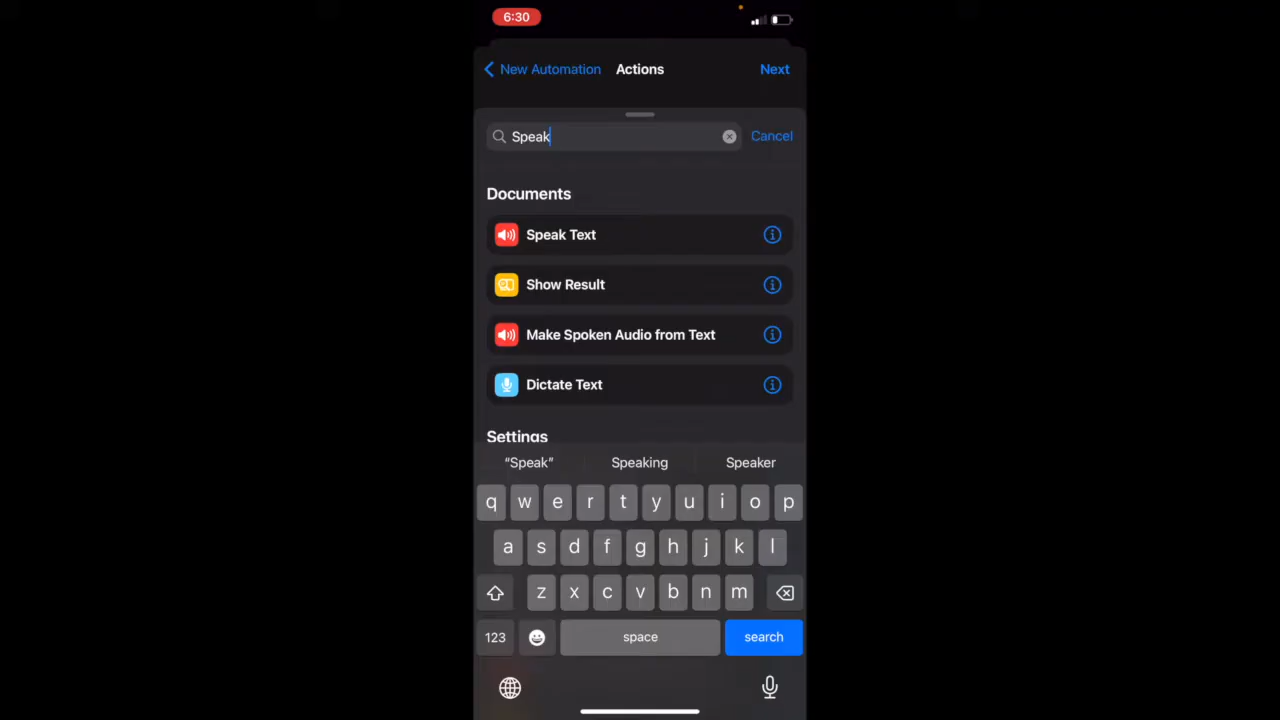 6:30
New Automation Actions Next
Speak Cancel
Documents
Speak Text
Show Result
Make Spoken Audio from Text
Dictate Text
Settings
“Speak” Speaking Speaker
q w e r t y u i o p
a s d f g h j k l
z x c v b n m
123 space search